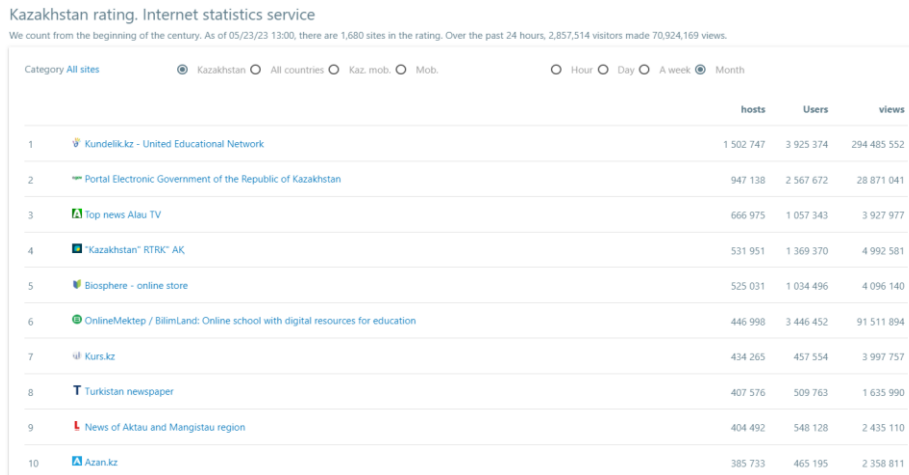 Kazakhstan rating. Internet statistics service
We count from the beginning of the century. As of 05/23/23 13:00, there are 1,680 sites in the rating. Over the past 24 hours, 2,857,514 visitors made 70,924,169 views.
Category All sites Kazakhstan All countries Kaz. mob. Mob. Hour Day A week Month
hosts Users views
1 Kundelik.kz - United Educational Network 1 502 747 3 925 374 294 485 552
2 Portal Electronic Government of the Republic of Kazakhstan 947 138 2 567 672 28 871 041
3 Top news Alau TV 666 975 1 057 343 3 927 977
4 "Kazakhstan" RTRK" AҚ 531 951 1 369 370 4 992 581
5 Biosphere - online store 525 031 1 034 496 4 096 140
6 OnlineMektep / BilimLand: Online school with digital resources for education 446 998 3 446 452 91 511 894
7 Kurs.kz 434 265 457 554 3 997 757
8 Turkistan newspaper 407 576 509 763 1 635 990
9 News of Aktau and Mangistau region 404 492 548 128 2 435 110
10 Azan.kz 385 733 465 195 2 358 811